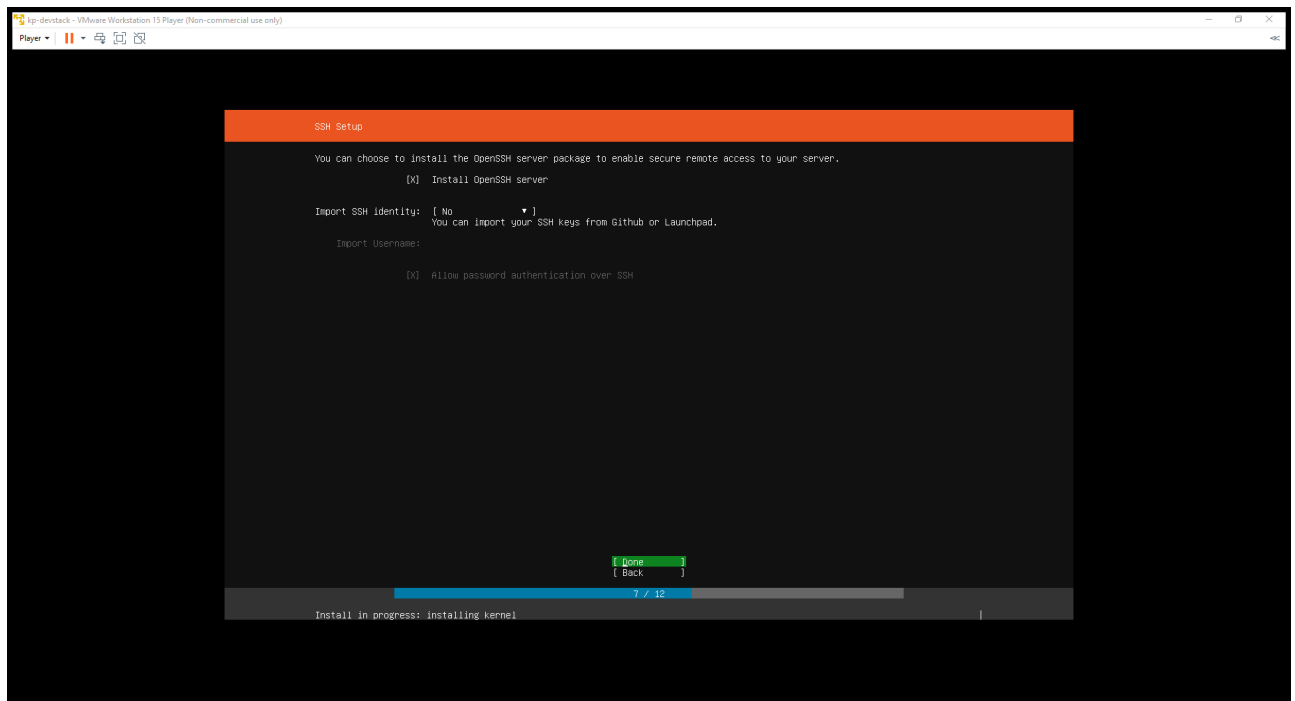 kp-devstack - VMware Workstation 15 Player (Non-commercial use only)
Player
SSH Setup
You can choose to install the OpenSSH server package to enable secure remote access to your server.
[X] Install OpenSSH server
Import SSH identity: [ No ▼ ]
You can import your SSH keys from Github or Launchpad.
Import Username:
[X] Allow password authentication over SSH
[ Done ]
[ Back ]
7 / 12
Install in progress: installing kernel |